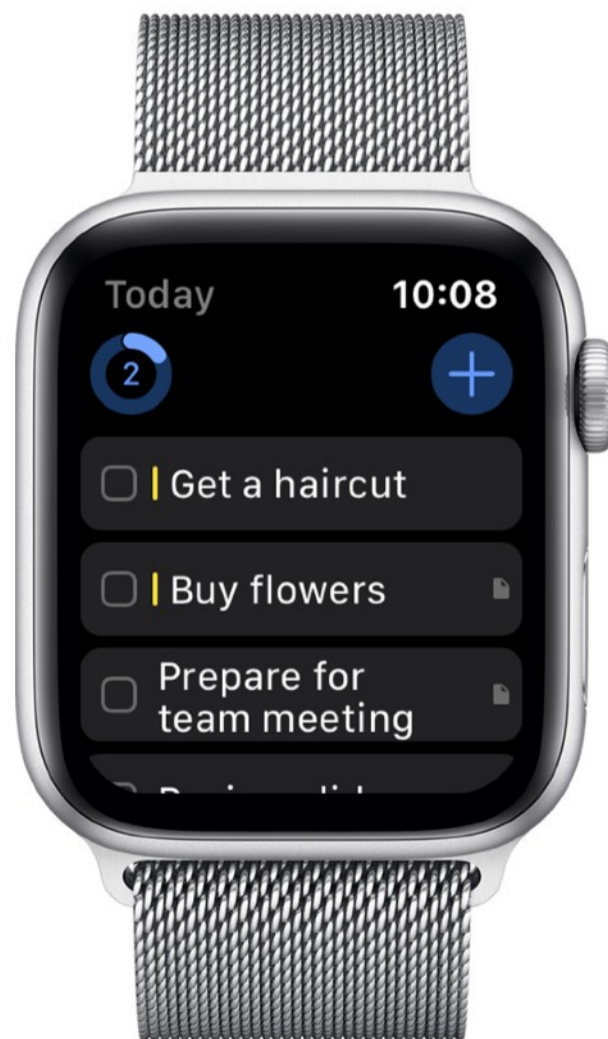 Today
10:08
2
Get a haircut
Buy flowers
Prepare for
team meeting